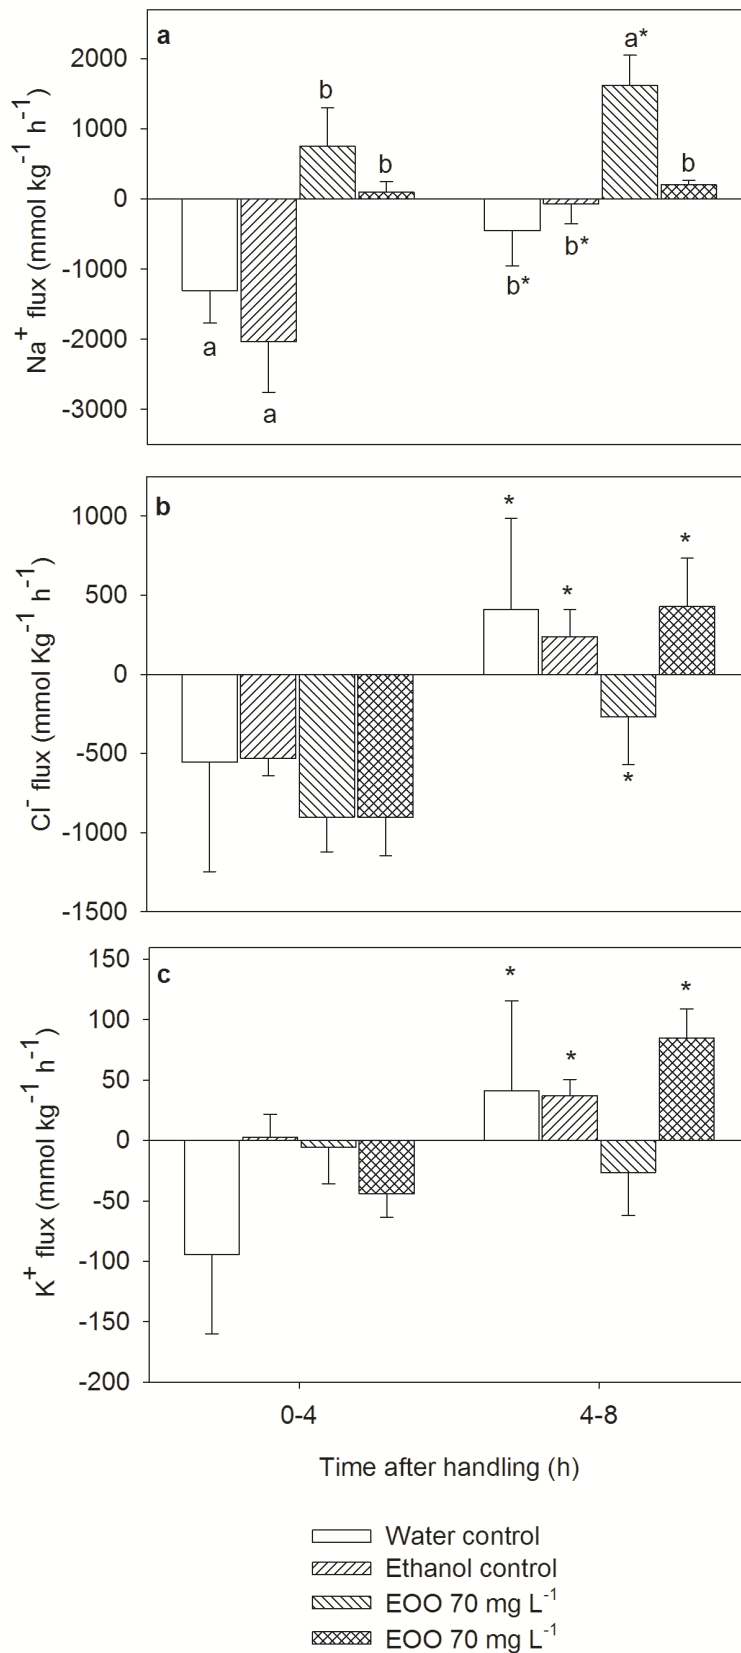 a
Na⁺ flux (mmol kg⁻¹ h⁻¹)
2000
1000
0
-1000
-2000
-3000
a
a
b
b
b*
b*
a*
b
b
Cl⁻ flux (mmol Kg⁻¹ h⁻¹)
1000
500
0
-500
-1000
-1500
*
*
*
*
c
K⁺ flux (mmol kg⁻¹ h⁻¹)
150
100
50
0
-50
-100
-150
-200
*
*
*
0-4
4-8
Time after handling (h)
Water control
Ethanol control
EOO 70 mg L⁻¹
EOO 70 mg L⁻¹